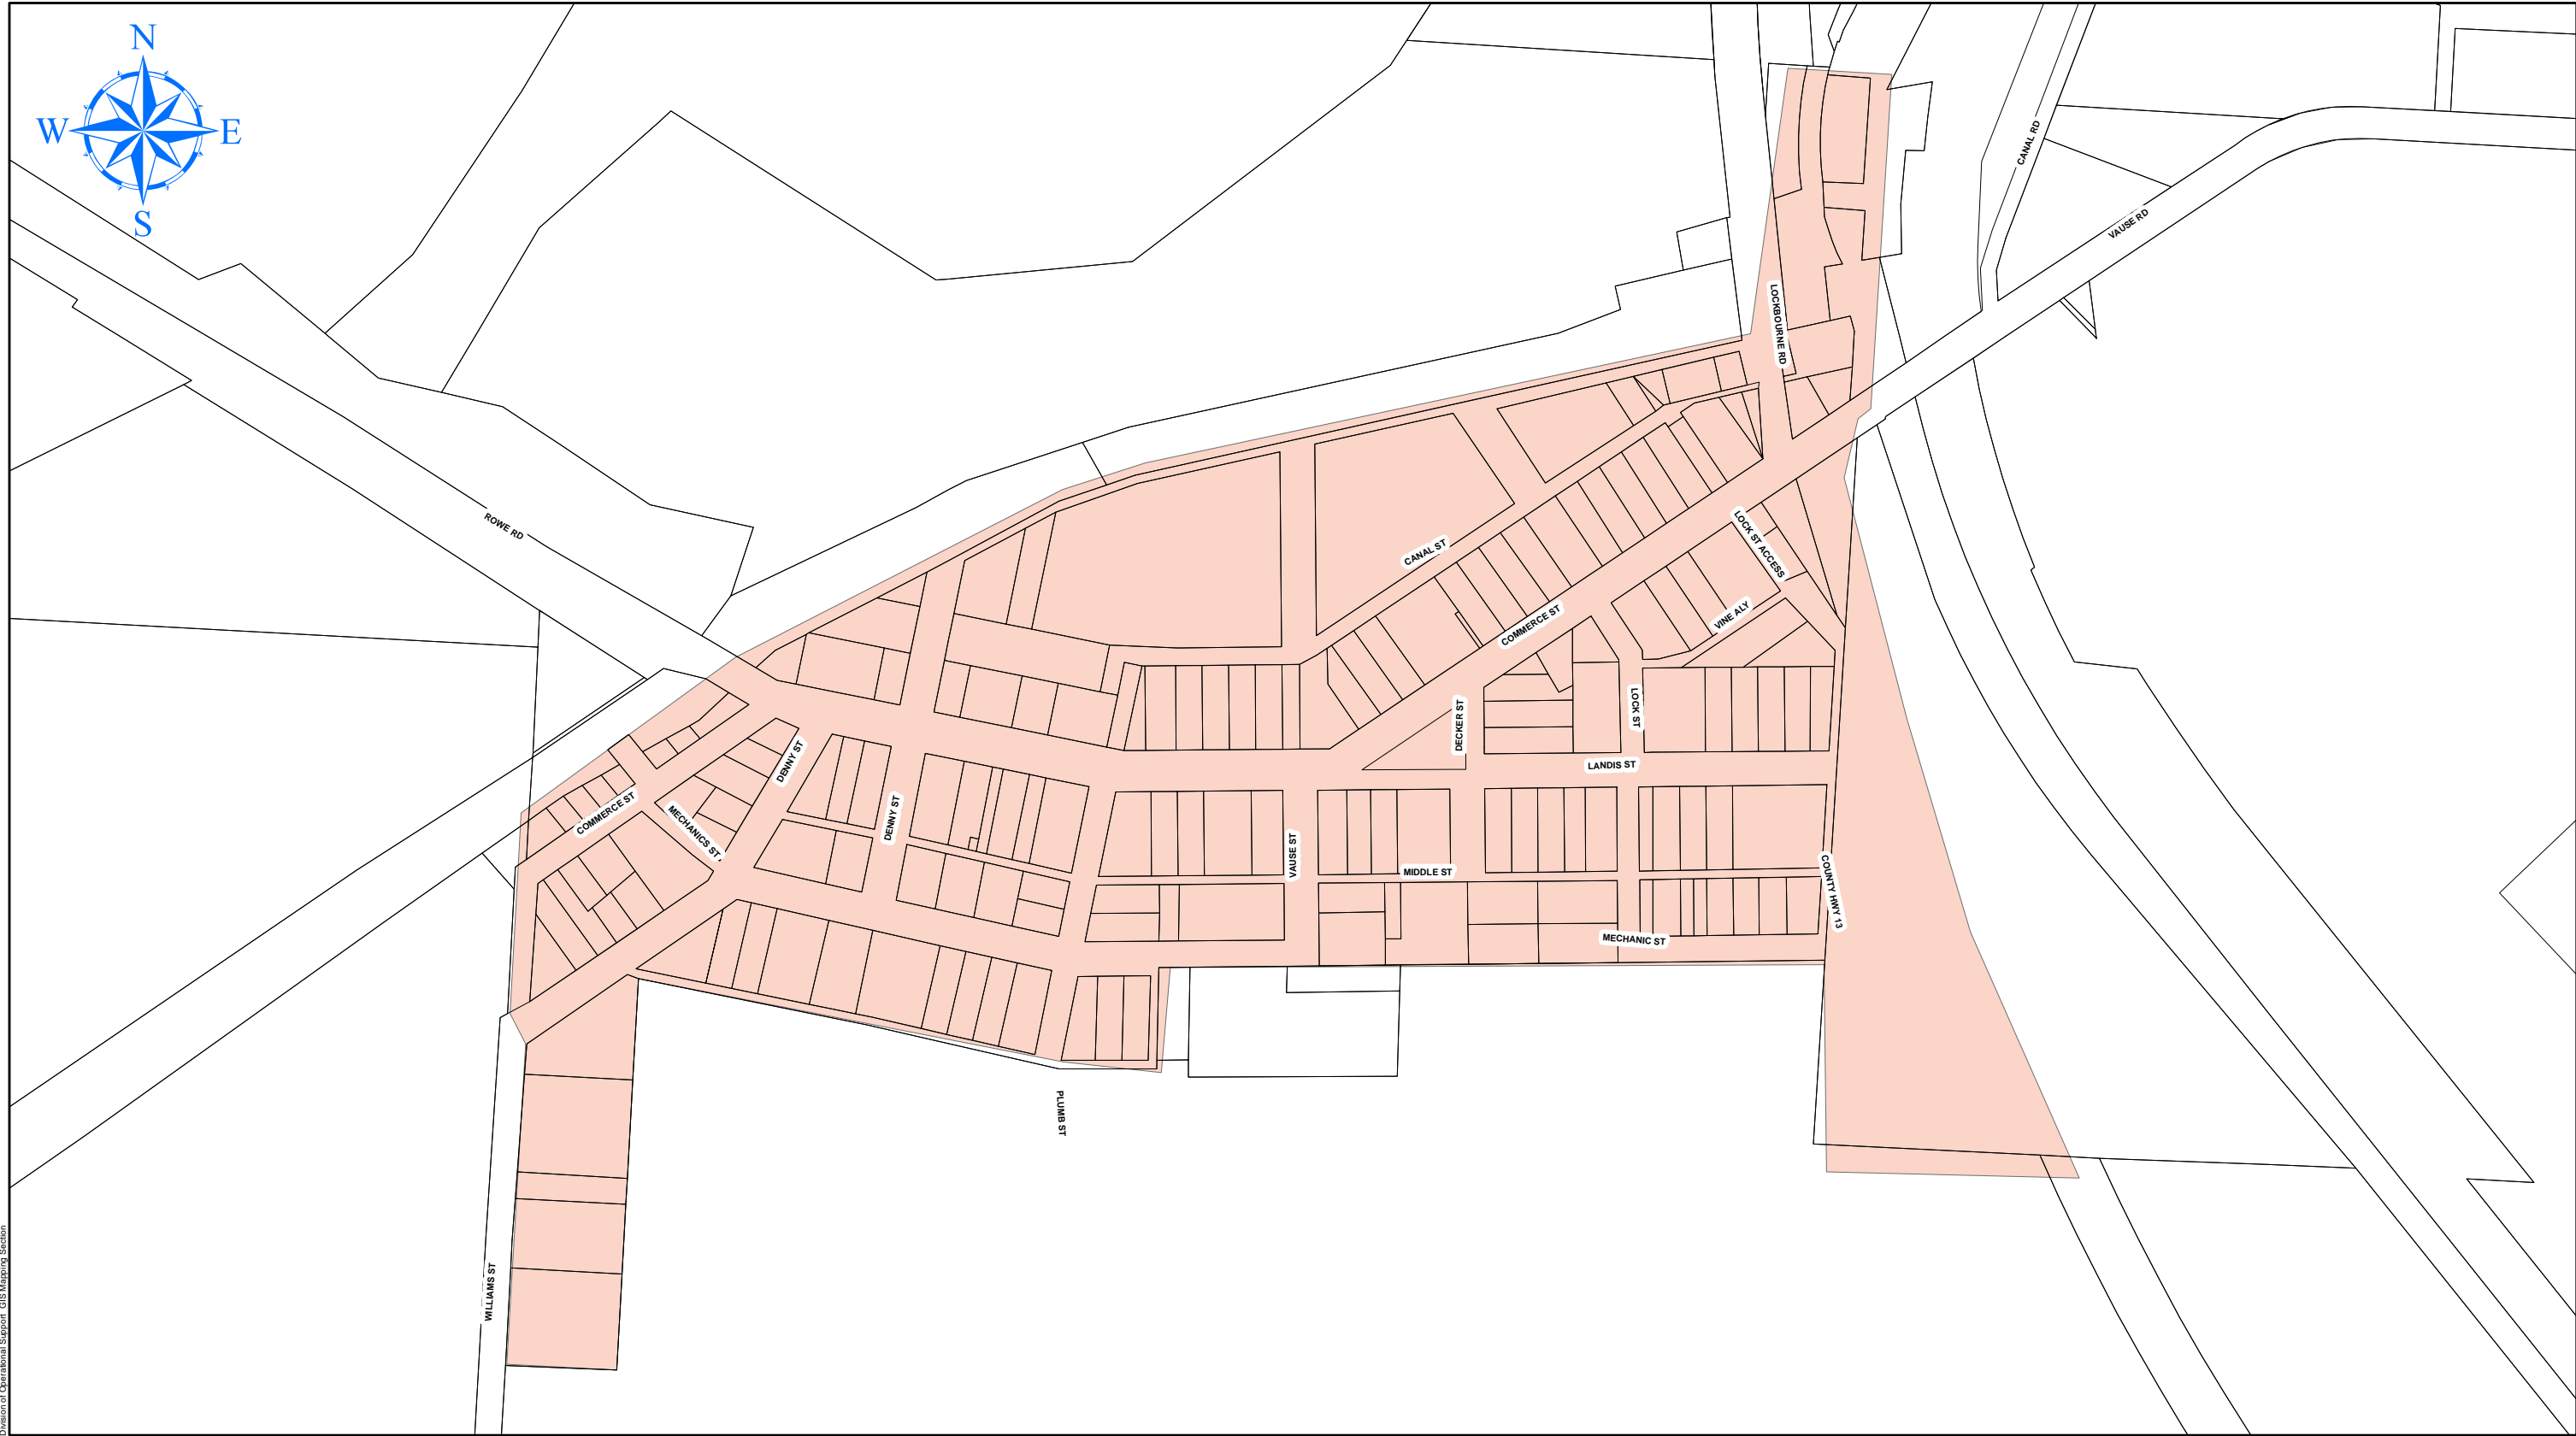 N
W E
S
CANAL RD
VAUSE RD
LOCKBOURNE RD
ROWE RD
LOCK ST ACCESS
CANAL ST
COMMERCE ST
VINE ALY
LOCK ST
DECKER ST
DENNY ST
LANDIS ST
COMMERCE ST
MECHANICS ST
DENNY ST
VAUSE ST
MIDDLE ST
COUNTY HWY 13
MECHANIC ST
PLUMB ST
WILLIAMS ST
Division of Operational Support GIS Mapping Section